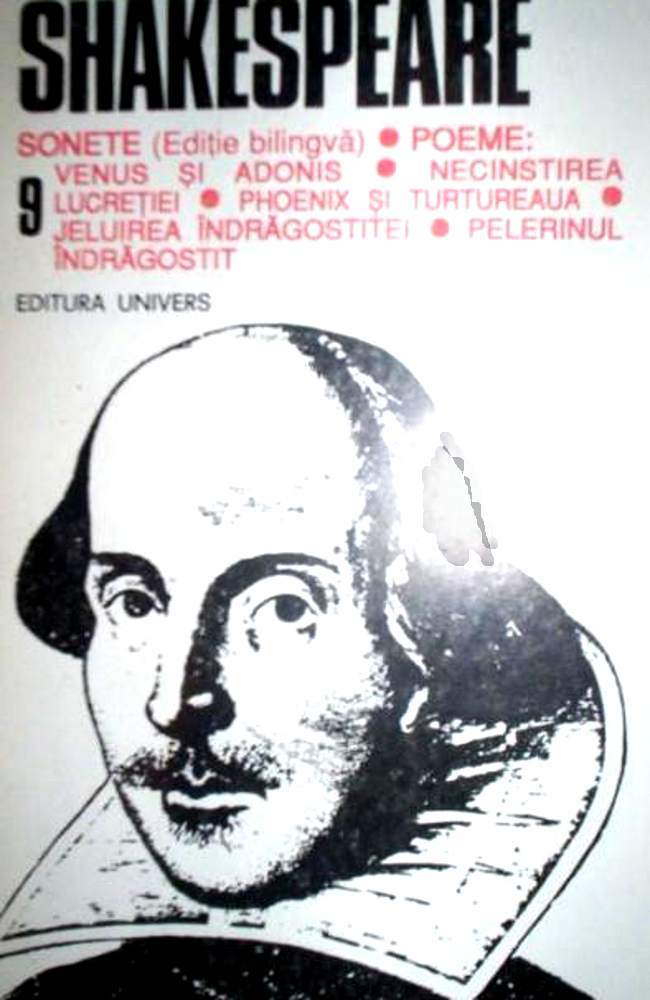 SHAKESPEARE
SONETE (Ediție bilingvă) ● POEME:
VENUS ȘI ADONIS ● NECINSTIREA
9 LUCREȚIEI ● PHOENIX ȘI TURTUREAUA ●
JELUIREA ÎNDRĂGOSTITEI ● PELERINUL
ÎNDRĂGOSTIT
EDITURA UNIVERS